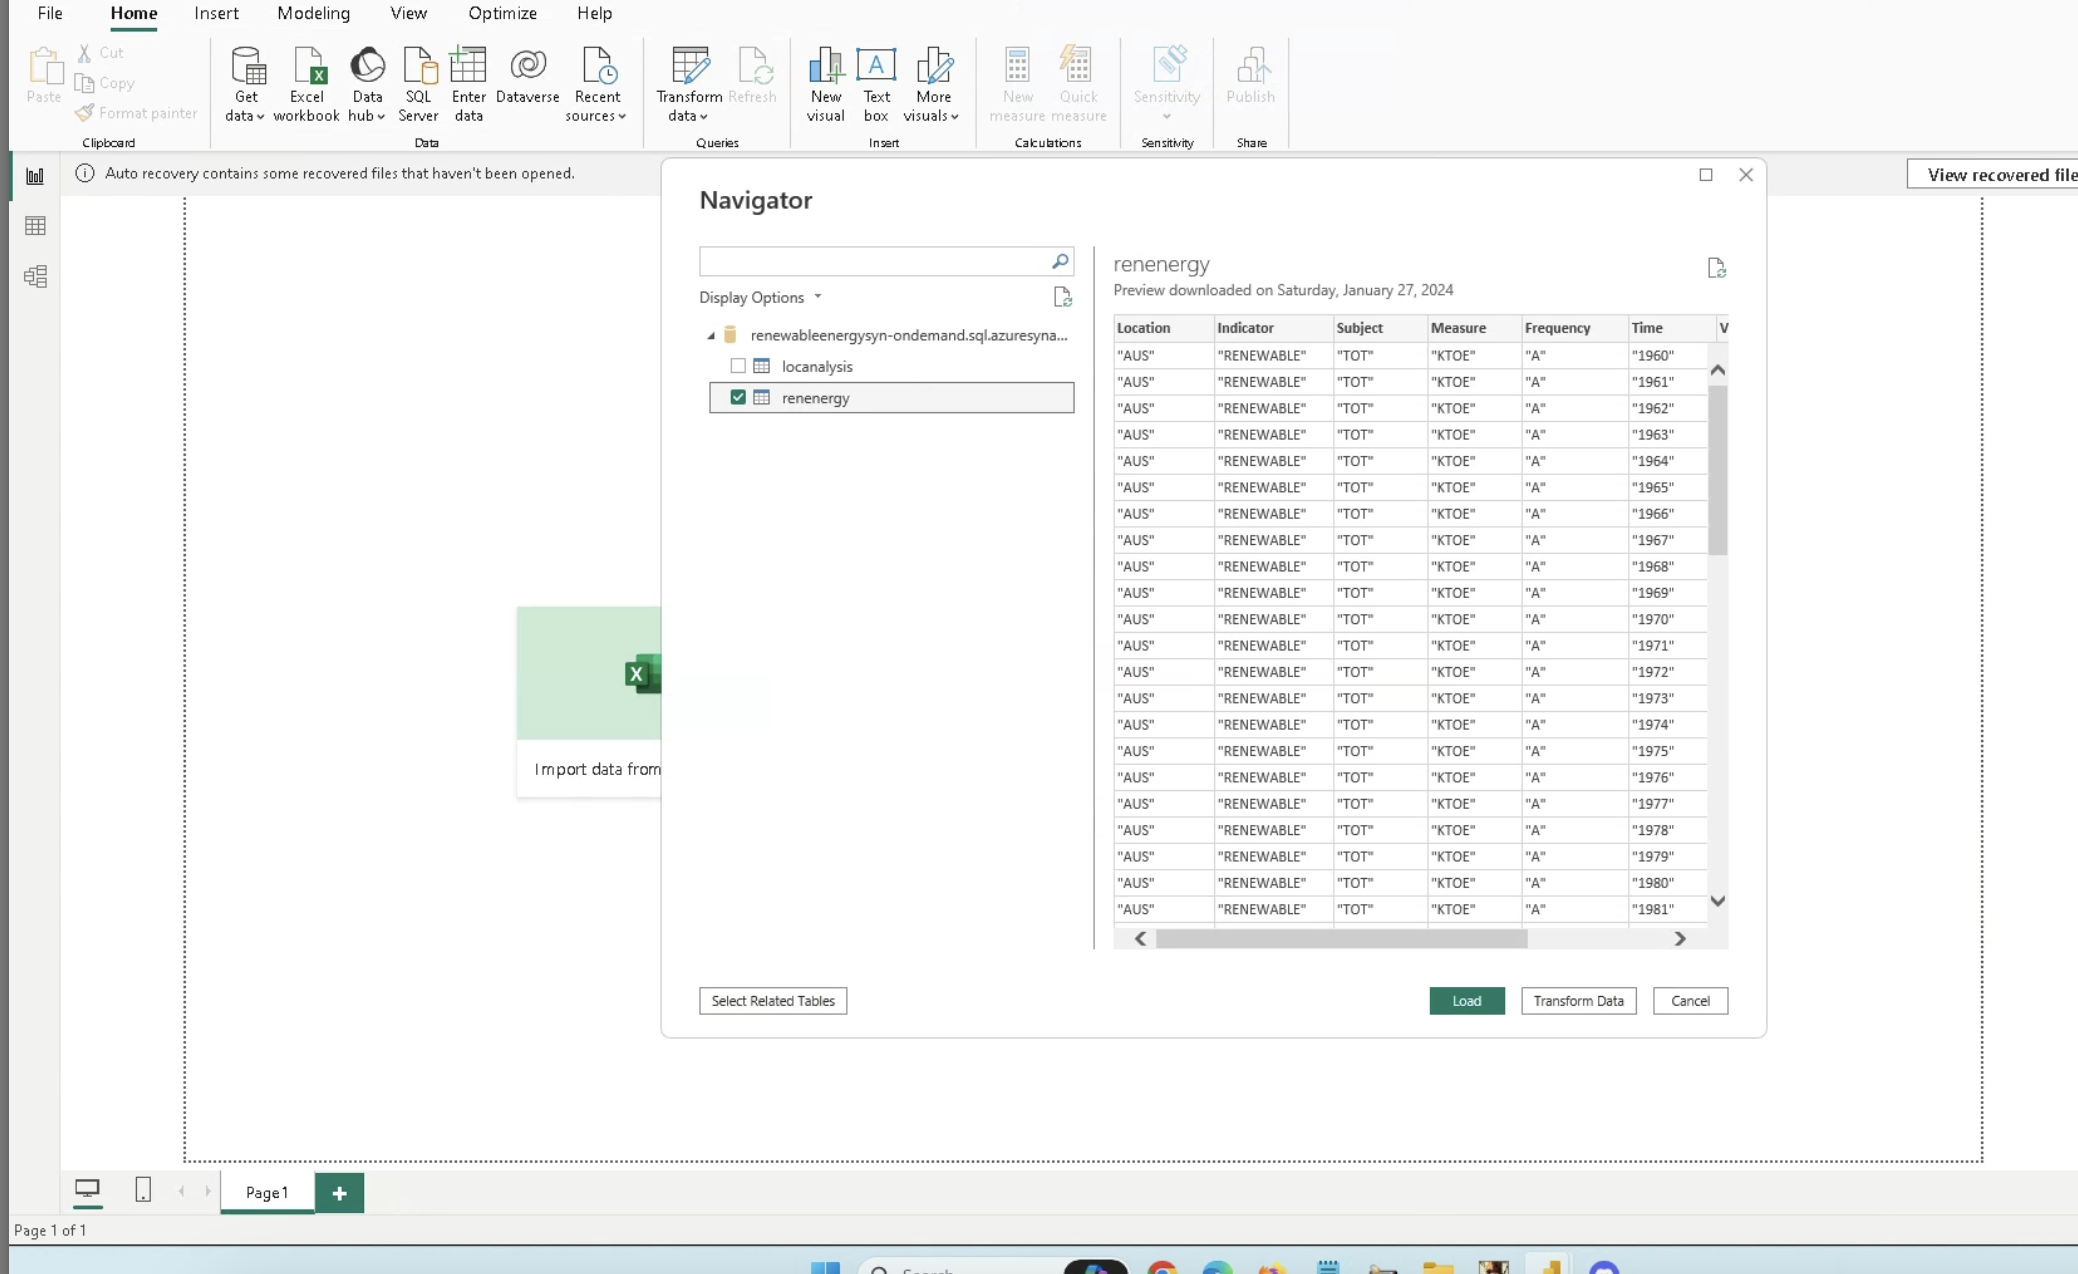 File Home Insert Modeling View Optimize Help
Paste Cut
Copy
Format painter
Clipboard
Get data Excel workbook Data hub SQL Server Enter data Dataverse Recent sources
Data
Transform data Refresh
Queries
New visual Text box More visuals
Insert
New measure Quick measure
Calculations
Sensitivity
Sensitivity
Publish
Share
Auto recovery contains some recovered files that haven't been opened.
View recovered file
Navigator
Display Options
renewableenergysyn-ondemand.sql.azuresyna...
locanalysis
renenergy
renenergy
Preview downloaded on Saturday, January 27, 2024
Location Indicator Subject Measure Frequency Time V
"AUS" "RENEWABLE" "TOT" "KTOE" "A" "1960"
"AUS" "RENEWABLE" "TOT" "KTOE" "A" "1961"
"AUS" "RENEWABLE" "TOT" "KTOE" "A" "1962"
"AUS" "RENEWABLE" "TOT" "KTOE" "A" "1963"
"AUS" "RENEWABLE" "TOT" "KTOE" "A" "1964"
"AUS" "RENEWABLE" "TOT" "KTOE" "A" "1965"
"AUS" "RENEWABLE" "TOT" "KTOE" "A" "1966"
"AUS" "RENEWABLE" "TOT" "KTOE" "A" "1967"
"AUS" "RENEWABLE" "TOT" "KTOE" "A" "1968"
"AUS" "RENEWABLE" "TOT" "KTOE" "A" "1969"
"AUS" "RENEWABLE" "TOT" "KTOE" "A" "1970"
"AUS" "RENEWABLE" "TOT" "KTOE" "A" "1971"
"AUS" "RENEWABLE" "TOT" "KTOE" "A" "1972"
"AUS" "RENEWABLE" "TOT" "KTOE" "A" "1973"
"AUS" "RENEWABLE" "TOT" "KTOE" "A" "1974"
"AUS" "RENEWABLE" "TOT" "KTOE" "A" "1975"
"AUS" "RENEWABLE" "TOT" "KTOE" "A" "1976"
"AUS" "RENEWABLE" "TOT" "KTOE" "A" "1977"
"AUS" "RENEWABLE" "TOT" "KTOE" "A" "1978"
"AUS" "RENEWABLE" "TOT" "KTOE" "A" "1979"
"AUS" "RENEWABLE" "TOT" "KTOE" "A" "1980"
"AUS" "RENEWABLE" "TOT" "KTOE" "A" "1981"
Select Related Tables Load Transform Data Cancel
Import data from
Page 1 +
Page 1 of 1